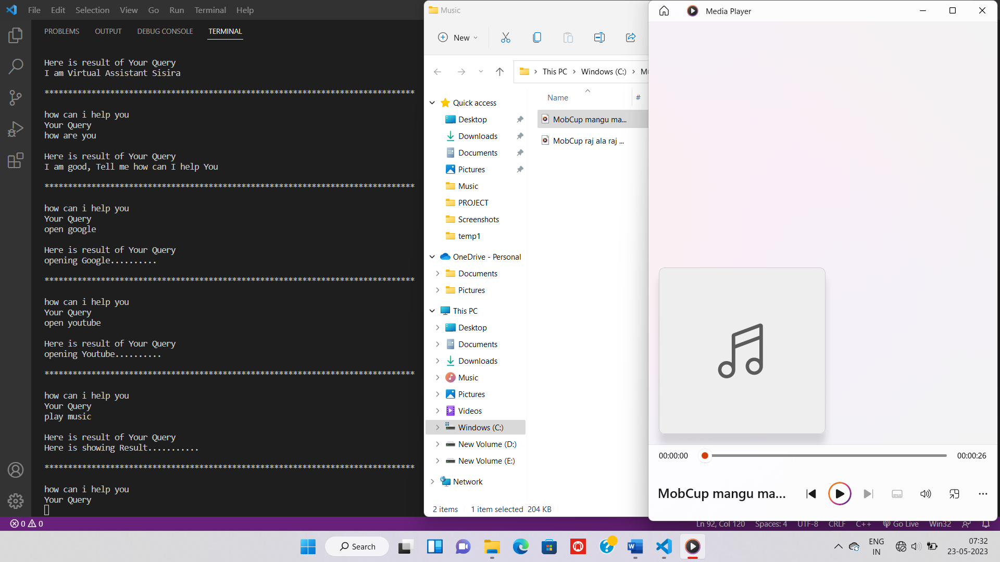 File Edit Selection View Go Run Terminal Help
PROBLEMS OUTPUT DEBUG CONSOLE TERMINAL
Here is result of Your Query
I am Virtual Assistant Sisira
*******************************************************************************
how can i help you
Your Query
how are you
Here is result of Your Query
I am good, Tell me how can I help You
*******************************************************************************
how can i help you
Your Query
open google
Here is result of Your Query
opening Google..........
*******************************************************************************
how can i help you
Your Query
open youtube
Here is result of Your Query
opening Youtube..........
*******************************************************************************
how can i help you
Your Query
play music
Here is result of Your Query
Here is showing Result...........
*******************************************************************************
how can i help you
Your Query
0 0
Music
New
This PC Windows (C:)
Name #
Quick access
Desktop
Downloads
Documents
Pictures
Music
PROJECT
Screenshots
temp1
OneDrive - Personal
Documents
Pictures
This PC
Desktop
Documents
Downloads
Music
Pictures
Videos
Windows (C:)
New Volume (D:)
New Volume (E:)
Network
MobCup mangu ma...
MobCup raj ala raj ...
2 items 1 item selected 204 KB
Media Player
00:00:00 00:00:26
MobCup mangu ma...
Ln 92, Col 120 Spaces: 4 UTF-8 CRLF C++ Go Live Win32
Search
ENG
IN
07:32
23-05-2023